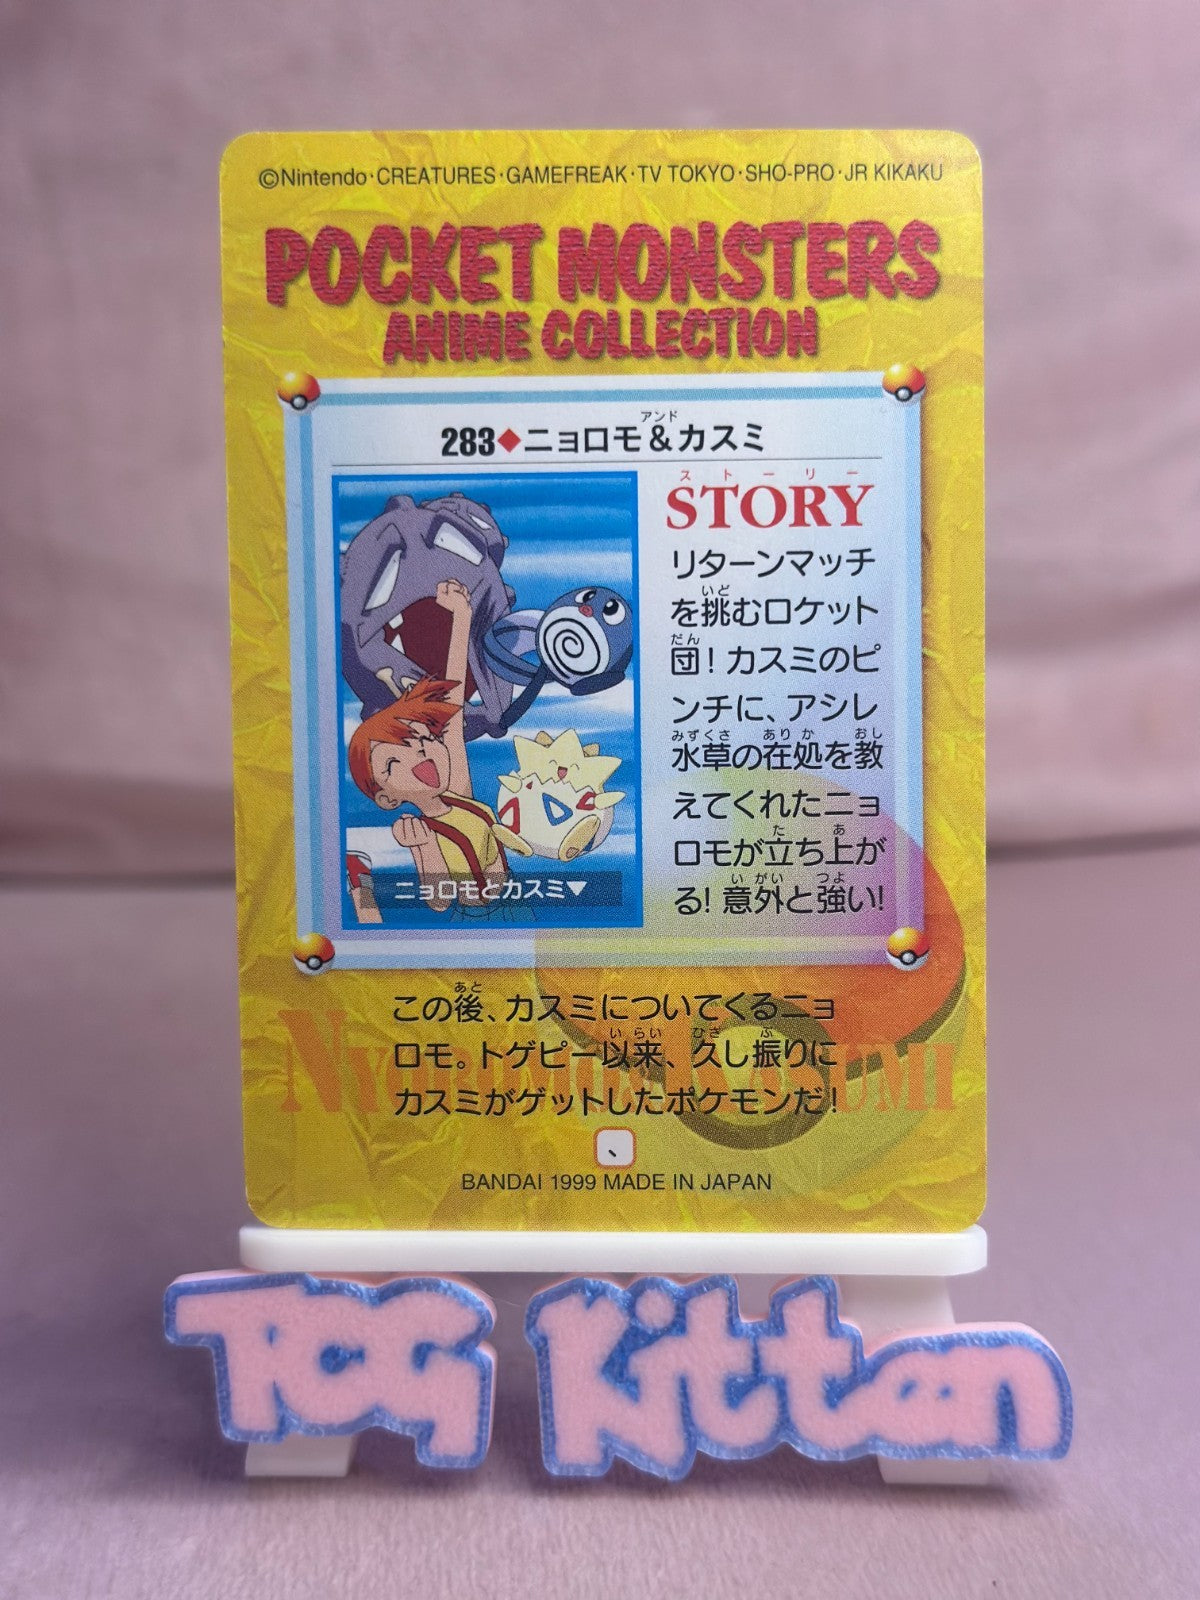 ©Nintendo・CREATURES・GAMEFREAK・TV TOKYO・SHO-PRO・JR KIKAKU
POCKET MONSTERS
ANIME COLLECTION
アンド
283◆ニョロモ&カスミ
ストーリー
STORY
リターンマッチ
いど
を挑むロケット
だん
団!カスミのピ
ンチに、アシレ
みずくさ ありか おし
水草の在処を教
えてくれたニョ
た あ
ロモが立ち上が
いがい つよ
る!意外と強い!
ニョロモとカスミ▼
あと
この後、カスミについてくるニョ
いらい ひさ ぶ
ロモ。トゲピー以来、久し振りに
カスミがゲットしたポケモンだ!
BANDAI 1999 MADE IN JAPAN
TCG Kitten